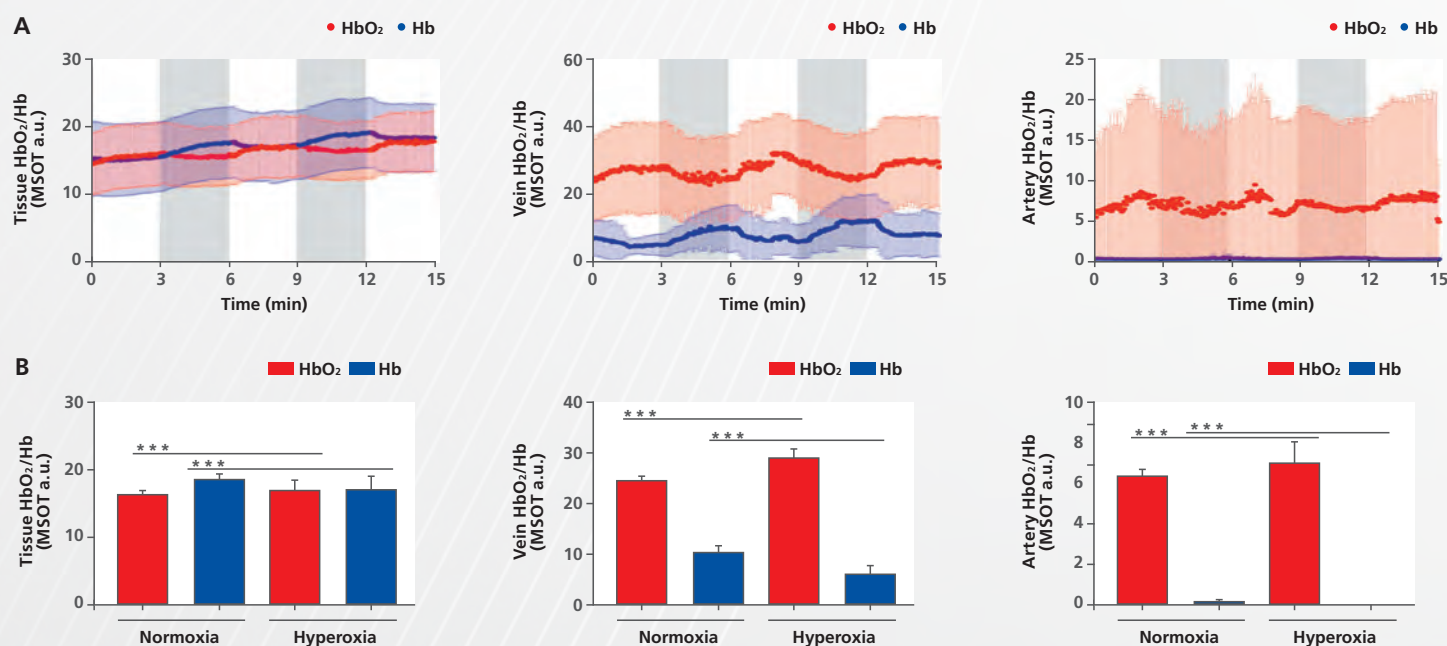 A
HbO₂ Hb
Tissue HbO₂/Hb
(MSOT a.u.)
30
20
10
0
0 3 6 9 12 15
Time (min)
HbO₂ Hb
Vein HbO₂/Hb
(MSOT a.u.)
60
40
20
0
0 3 6 9 12 15
Time (min)
HbO₂ Hb
Artery HbO₂/Hb
(MSOT a.u.)
25
20
15
10
5
0
0 3 6 9 12 15
Time (min)
B
HbO₂ Hb
Tissue HbO₂/Hb
(MSOT a.u.)
30
20
10
0
***
***
Normoxia Hyperoxia
HbO₂ Hb
Vein HbO₂/Hb
(MSOT a.u.)
40
30
20
10
0
***
***
Normoxia Hyperoxia
HbO₂ Hb
Artery HbO₂/Hb
(MSOT a.u.)
10
8
6
4
2
0
*** ***
Normoxia Hyperoxia